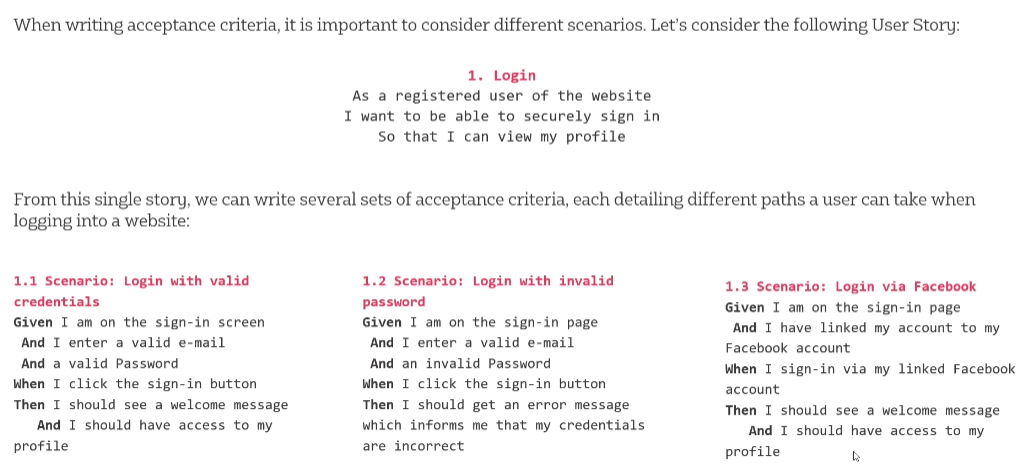 When writing acceptance criteria, it is important to consider different scenarios. Let's consider the following User Story:
1. Login
As a registered user of the website
I want to be able to securely sign in
So that I can view my profile
From this single story, we can write several sets of acceptance criteria, each detailing different paths a user can take when
logging into a website:
1.1 Scenario: Login with valid
credentials
Given I am on the sign-in screen
And I enter a valid e-mail
And a valid Password
When I click the sign-in button
Then I should see a welcome message
And I should have access to my
profile
1.2 Scenario: Login with invalid
password
Given I am on the sign-in page
And I enter a valid e-mail
And an invalid Password
When I click the sign-in button
Then I should get an error message
which informs me that my credentials
are incorrect
1.3 Scenario: Login via Facebook
Given I am on the sign-in page
And I have linked my account to my
Facebook account
When I sign-in via my linked Facebook
account
Then I should see a welcome message
And I should have access to my
profile